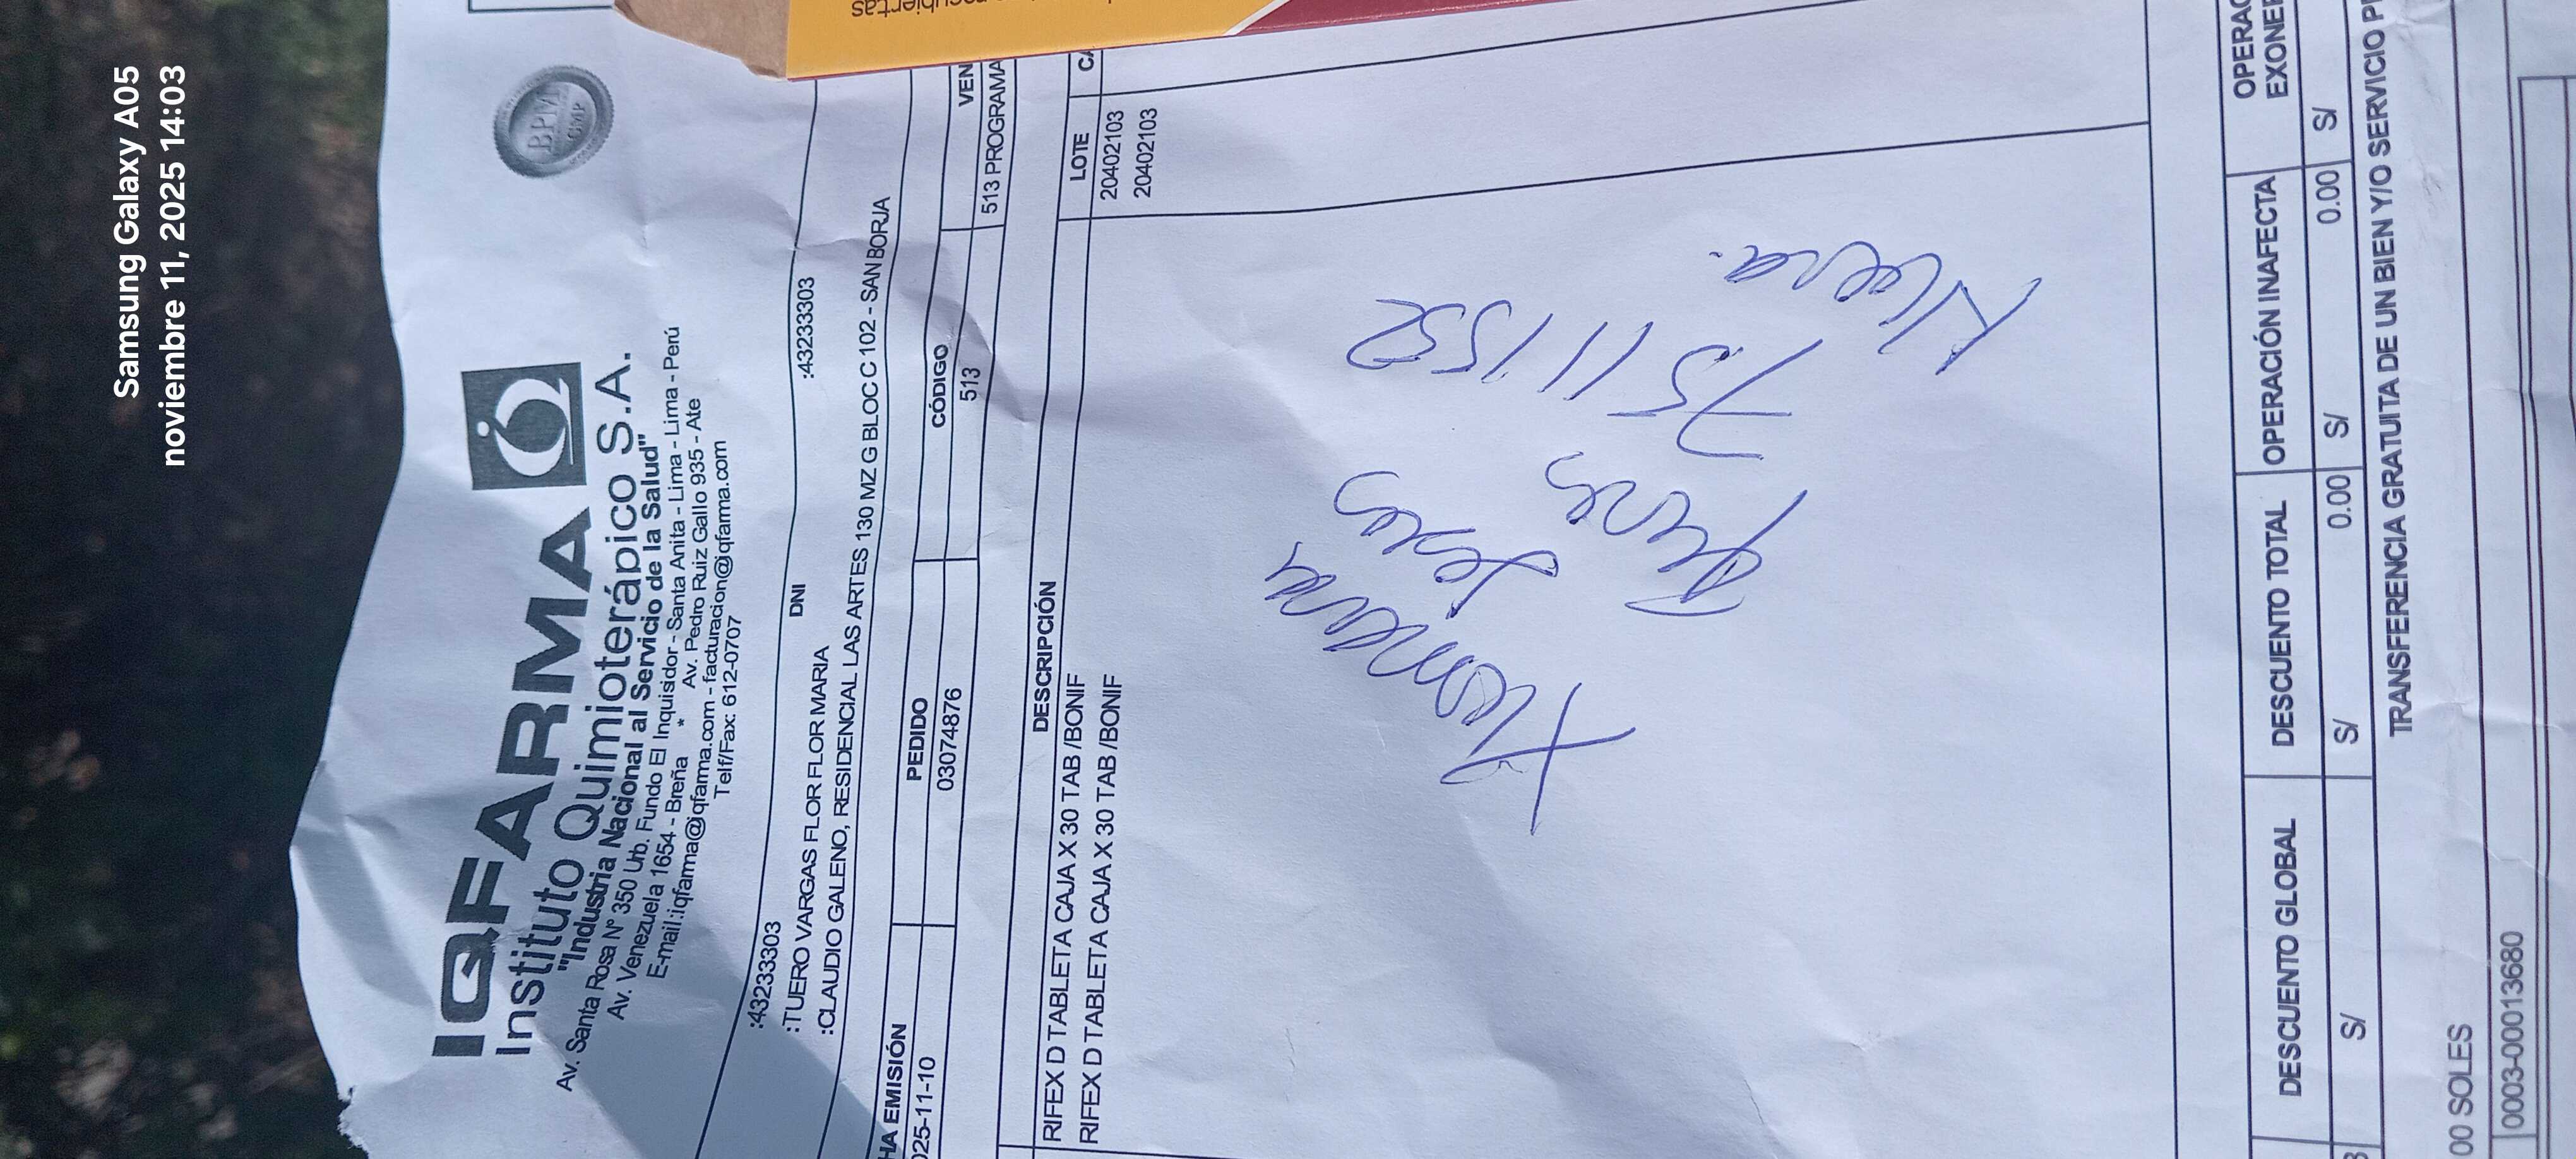 Samsung Galaxy A05
noviembre 11, 2025 14:03
recubiertas
BPM
GMP
IQFARMA
Instituto Quimioterápico S.A.
"Industria Nacional al Servicio de la Salud"
Av. Santa Rosa N° 350 Urb. Fundo El Inquisidor - Santa Anita - Lima - Lima - Perú
Av. Venezuela 1654 - Breña * Av. Pedro Ruiz Gallo 935 - Ate
E-mail:iqfarma@iqfarma.com - facturacion@iqfarma.com
Telf/Fax: 612-0707
:43233303 DNI :43233303
:TUERO VARGAS FLOR FLOR MARIA
:CLAUDIO GALENO, RESIDENCIAL LAS ARTES 130 MZ G BLOC C 102 - SAN BORJA
HA EMISIÓN PEDIDO CÓDIGO VEN
025-11-10 03074876 513 513 PROGRAMA
DESCRIPCIÓN LOTE CA
RIFEX D TABLETA CAJA X 30 TAB /BONIF 20402103
RIFEX D TABLETA CAJA X 30 TAB /BONIF 20402103
75111552
DESCUENTO GLOBAL DESCUENTO TOTAL OPERACIÓN INAFECTA OPERAC
EXONER
S/ S/ 0.00 S/ 0.00 S/
TRANSFERENCIA GRATUITA DE UN BIEN Y/O SERVICIO PR
00 SOLES
0003-00013680